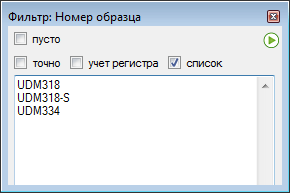 Фильтр: Номер образца
пусто
точно учет регистра список
UDM318
UDM318-S
UDM334